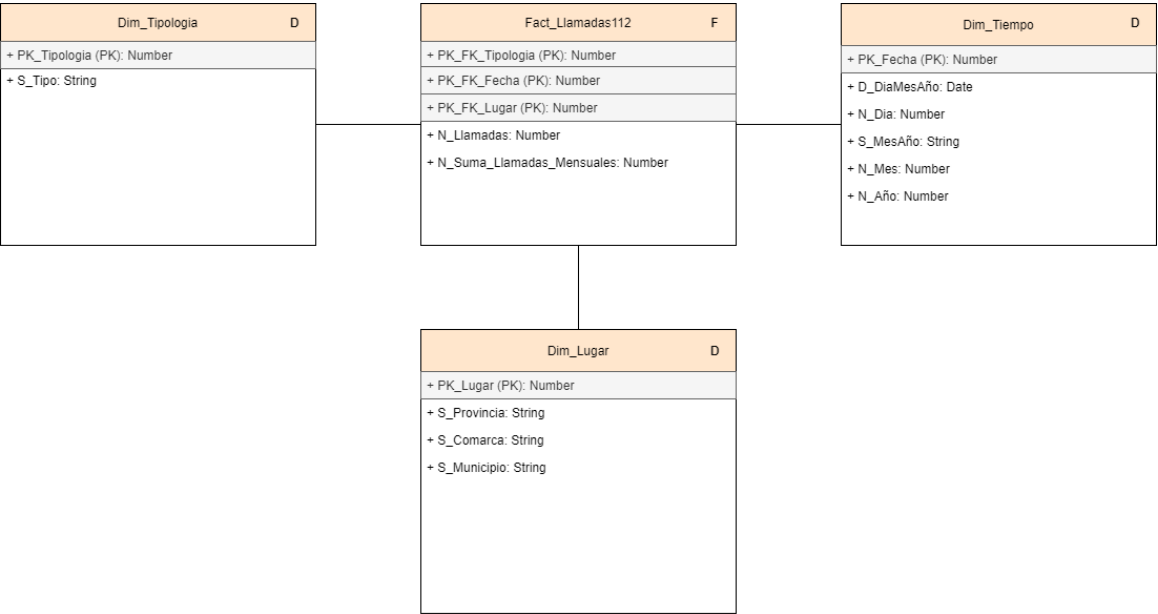 Dim_Tipologia D
+ PK_Tipologia (PK): Number
+ S_Tipo: String
Fact_Llamadas112 F
+ PK_FK_Tipologia (PK): Number
+ PK_FK_Fecha (PK): Number
+ PK_FK_Lugar (PK): Number
+ N_Llamadas: Number
+ N_Suma_Llamadas_Mensuales: Number
Dim_Tiempo D
+ PK_Fecha (PK): Number
+ D_DiaMesAño: Date
+ N_Dia: Number
+ S_MesAño: String
+ N_Mes: Number
+ N_Año: Number
Dim_Lugar D
+ PK_Lugar (PK): Number
+ S_Provincia: String
+ S_Comarca: String
+ S_Municipio: String